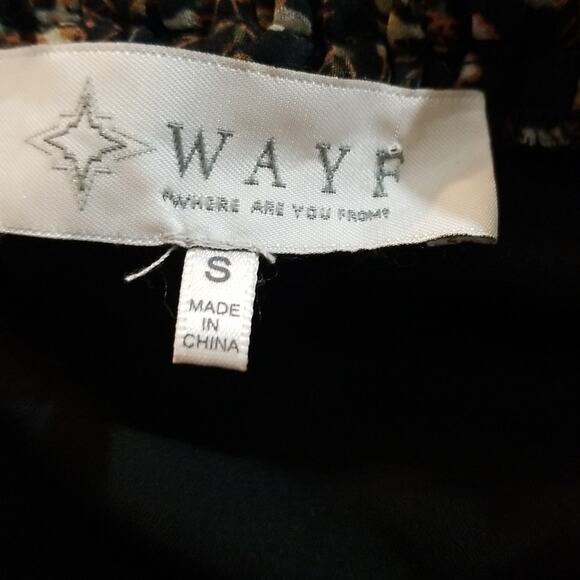 WAYF
"WHERE ARE YOU FROM?
S
MADE
IN
CHINA